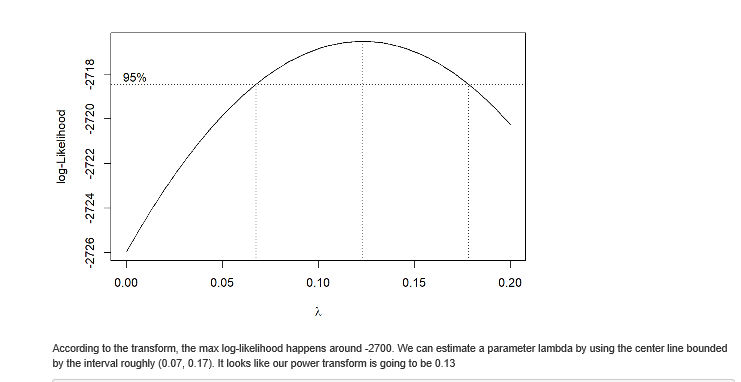 95%
log-Likelihood
-2718
-2720
-2722
-2724
-2726
0.00 0.05 0.10 0.15 0.20
λ
According to the transform, the max log-likelihood happens around -2700. We can estimate a parameter lambda by using the center line bounded
by the interval roughly (0.07, 0.17). It looks like our power transform is going to be 0.13